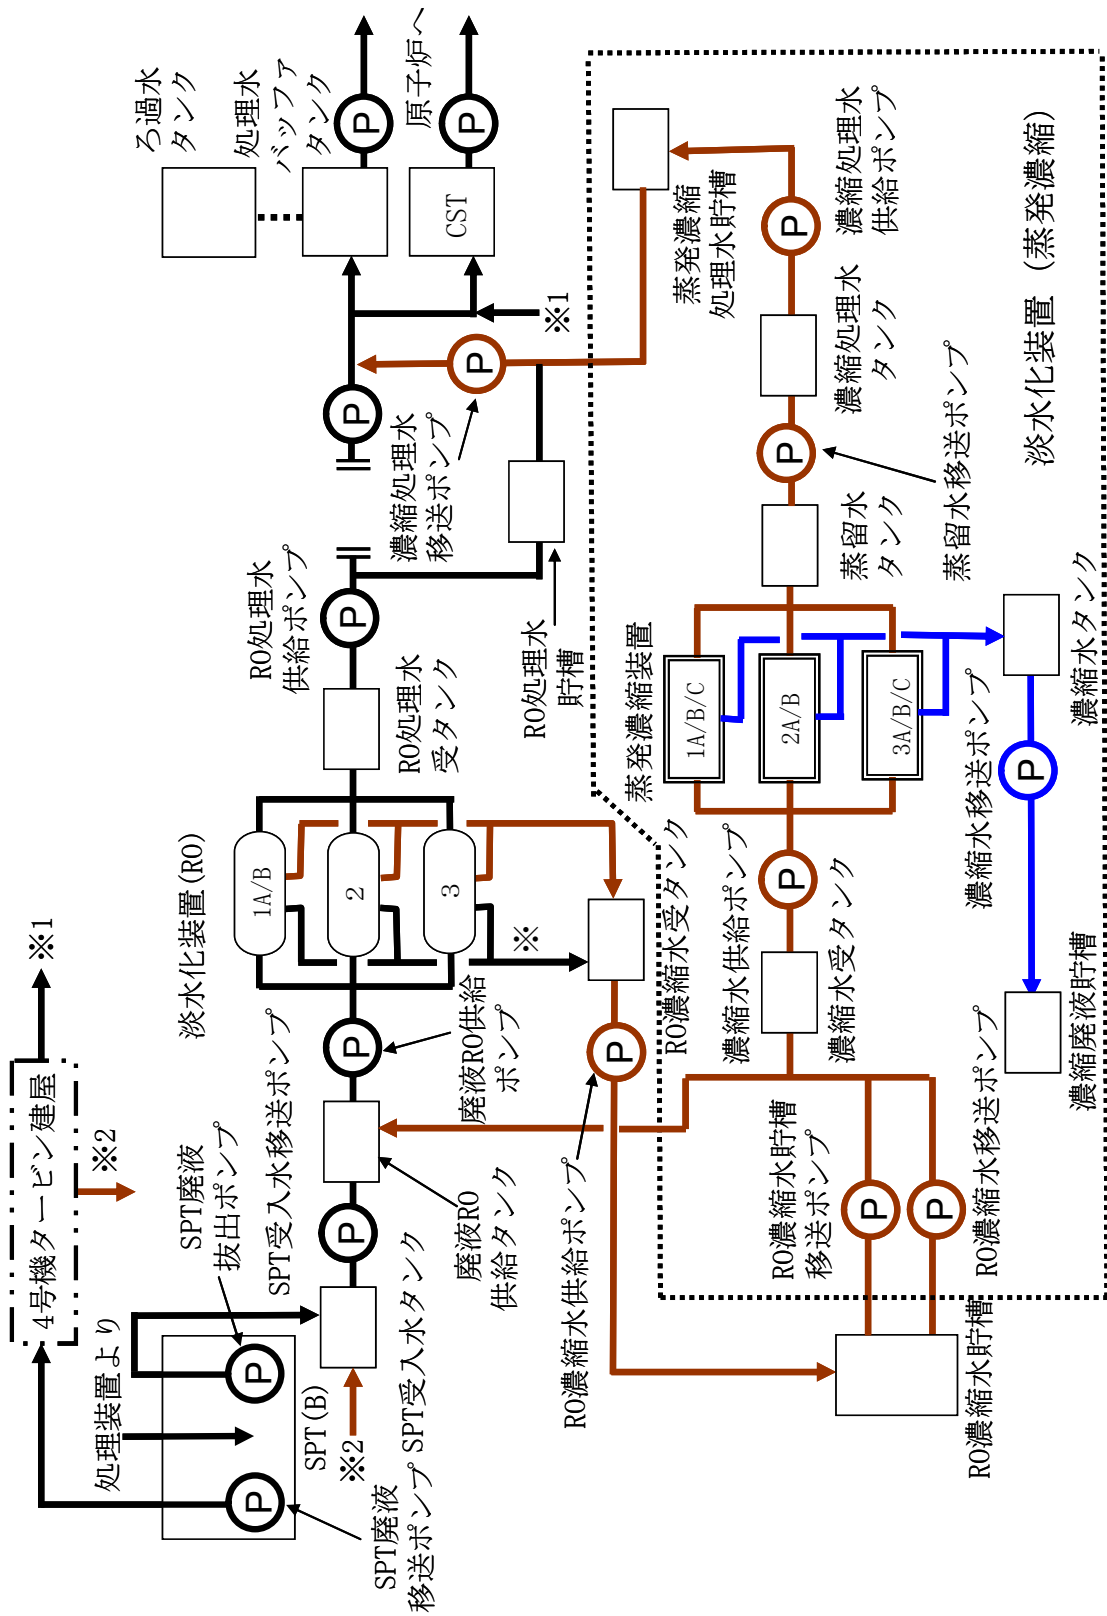 4号機タービン建屋
※1
※2
処理装置より
SPT廃液
抜出ポンプ
P
P
SPT廃液
移送ポンプ
SPT(B)
※2
SPT受入水タンク
SPT受入水移送ポンプ
P
廃液RO
供給タンク
P
廃液RO供給
ポンプ
淡水化装置(RO)
1A/B
2
3
※
RO処理水
受タンク
RO処理水
供給ポンプ
P
RO処理水
貯槽
P
濃縮処理水
移送ポンプ
P
※1
ろ過水
タンク
処理水
バッファ
タンク
P
CST
P
原子炉へ
RO濃縮水受タンク
P
RO濃縮水供給ポンプ
RO濃縮水貯槽
RO濃縮水貯槽
移送ポンプ
P
P
RO濃縮水移送ポンプ
濃縮水受タンク
濃縮水供給ポンプ
P
蒸発濃縮装置
1A/B/C
2A/B
3A/B/C
蒸留水
タンク
P
蒸留水移送ポンプ
濃縮処理水
タンク
P
濃縮処理水
供給ポンプ
蒸発濃縮
処理水貯槽
濃縮水タンク
P
濃縮水移送ポンプ
濃縮廃液貯槽
淡水化装置(蒸発濃縮)